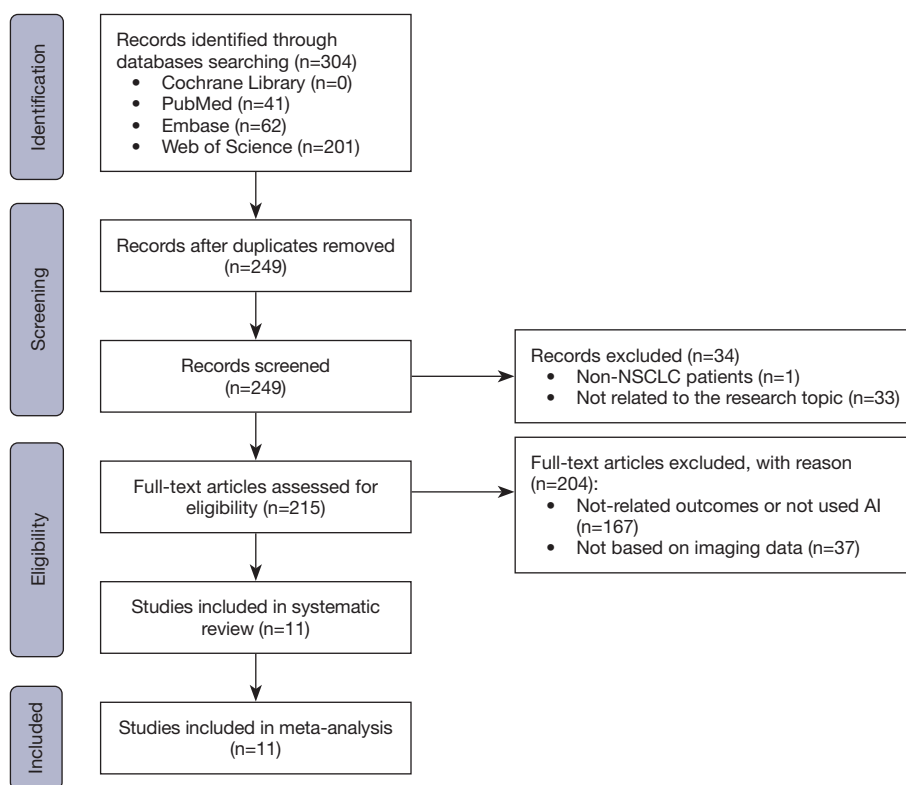 Identification
Records identified through
databases searching (n=304)
• Cochrane Library (n=0)
• PubMed (n=41)
• Embase (n=62)
• Web of Science (n=201)
Screening
Records after duplicates removed
(n=249)
Records screened
(n=249)
Records excluded (n=34)
• Non-NSCLC patients (n=1)
• Not related to the research topic (n=33)
Eligibility
Full-text articles assessed for
eligibility (n=215)
Full-text articles excluded, with reason
(n=204):
• Not-related outcomes or not used AI
(n=167)
• Not based on imaging data (n=37)
Studies included in systematic
review (n=11)
Included
Studies included in meta-analysis
(n=11)